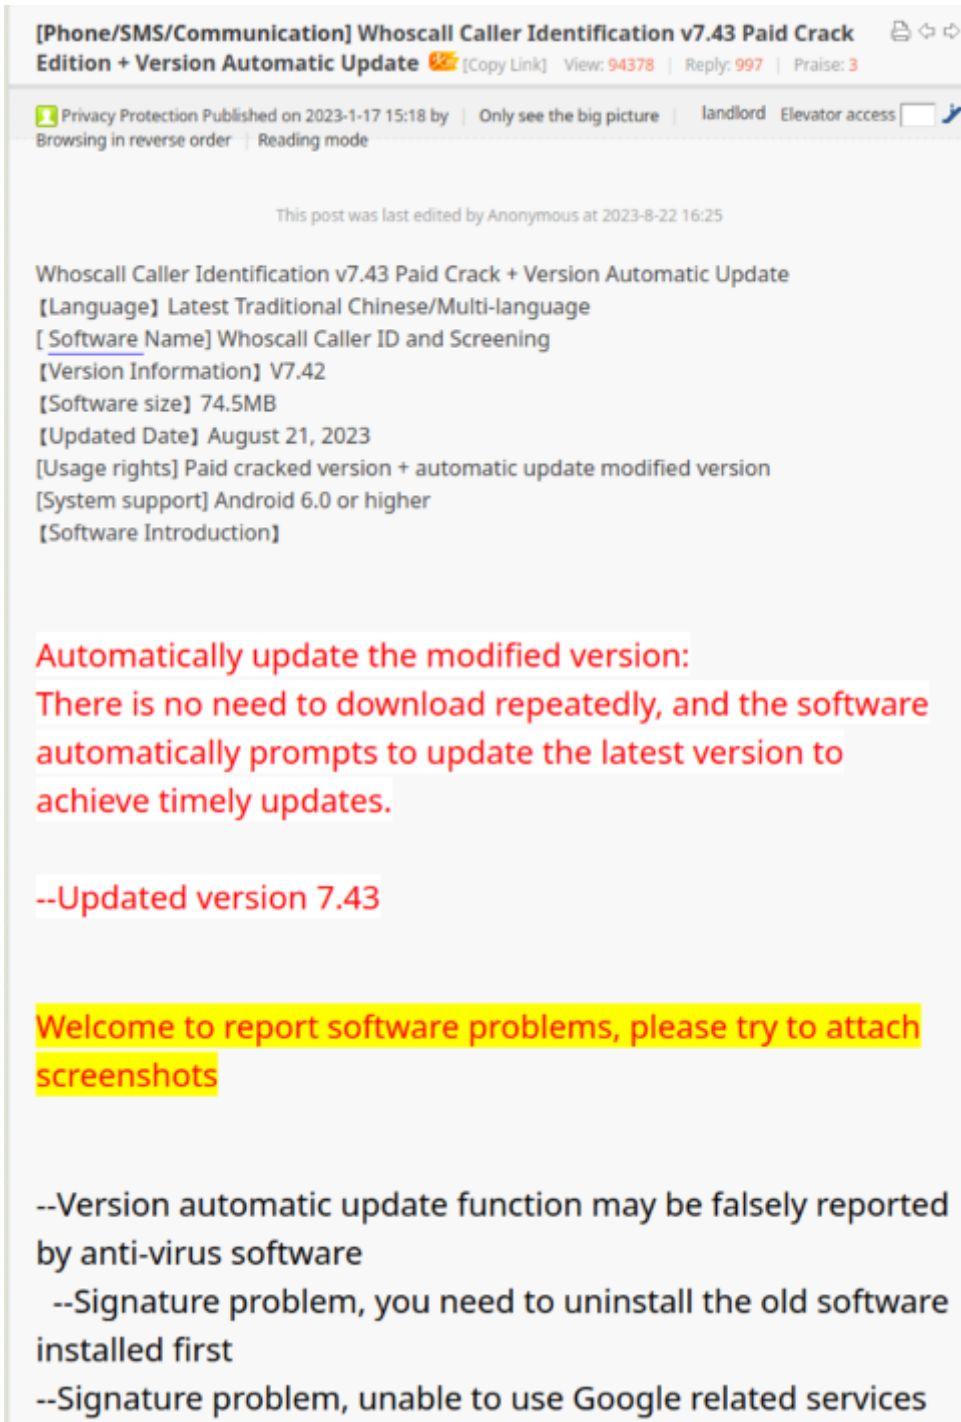 [Phone/SMS/Communication] Whoscall Caller Identification v7.43 Paid Crack
Edition + Version Automatic Update [Copy Link] View: 94378 | Reply: 997 | Praise: 3
Privacy Protection Published on 2023-1-17 15:18 by | Only see the big picture | landlord Elevator access
Browsing in reverse order | Reading mode
This post was last edited by Anonymous at 2023-8-22 16:25
Whoscall Caller Identification v7.43 Paid Crack + Version Automatic Update
【Language】Latest Traditional Chinese/Multi-language
[ Software Name] Whoscall Caller ID and Screening
【Version Information】V7.42
【Software size】74.5MB
【Updated Date】August 21, 2023
[Usage rights] Paid cracked version + automatic update modified version
[System support] Android 6.0 or higher
【Software Introduction】
Automatically update the modified version:
There is no need to download repeatedly, and the software
automatically prompts to update the latest version to
achieve timely updates.
--Updated version 7.43
Welcome to report software problems, please try to attach
screenshots
--Version automatic update function may be falsely reported
by anti-virus software
--Signature problem, you need to uninstall the old software
installed first
--Signature problem, unable to use Google related services